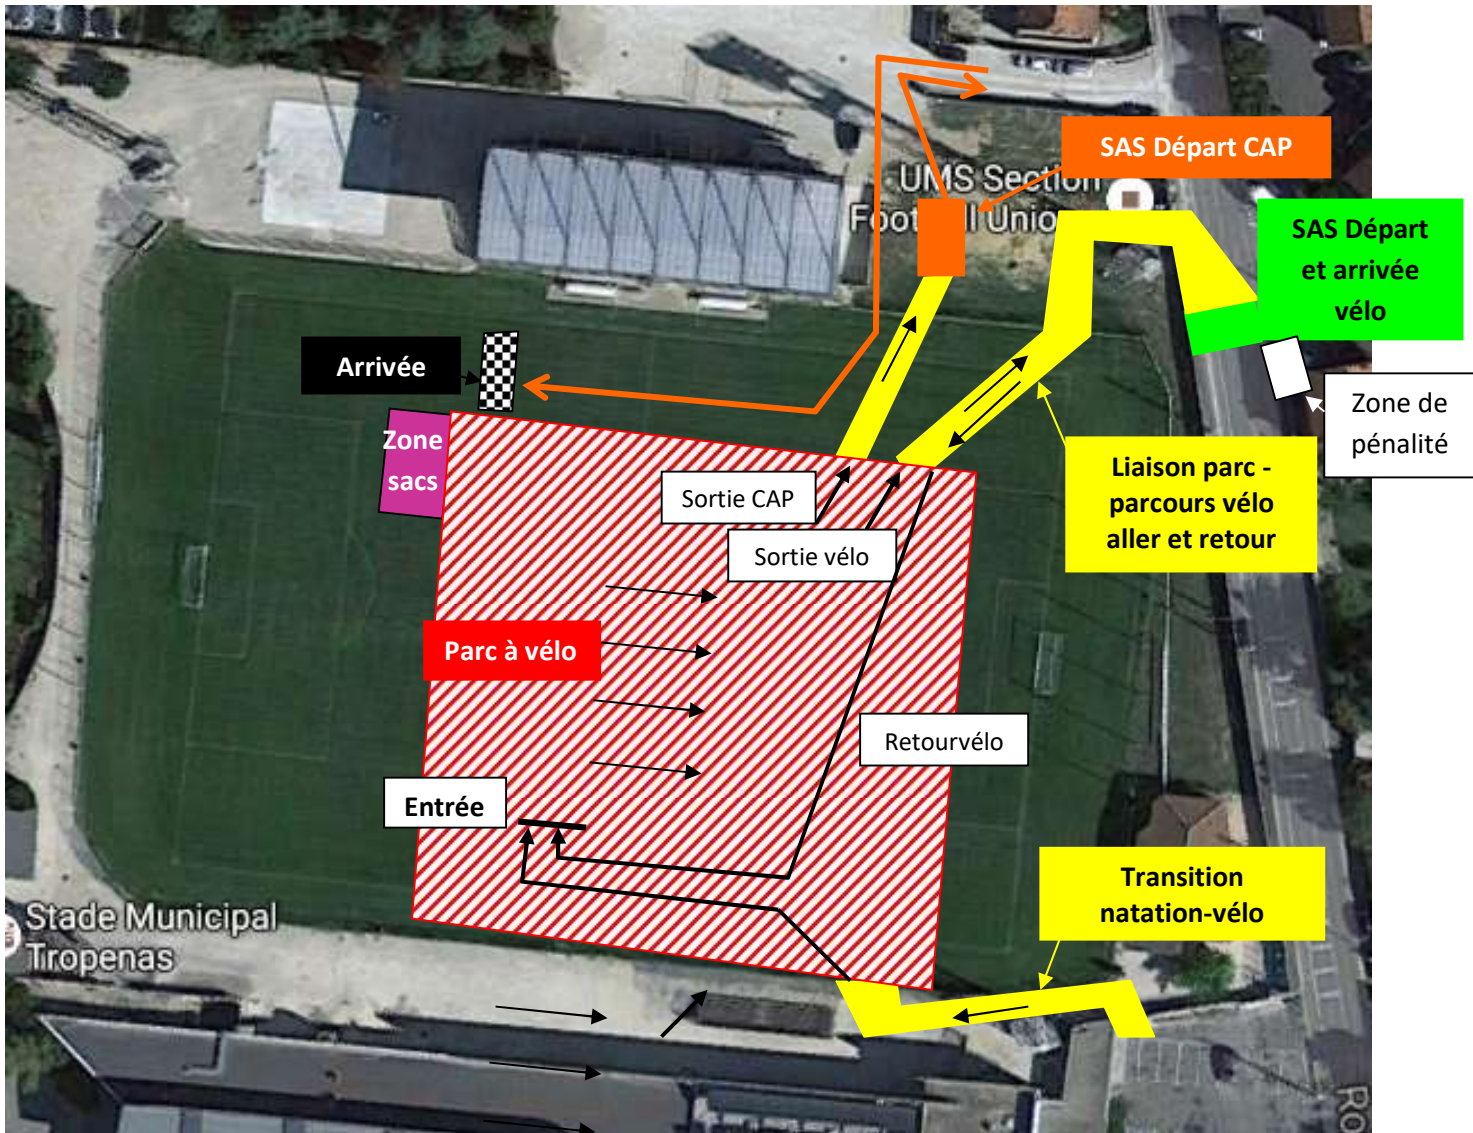 SAS Départ CAP
UMS Section
Football Unio
SAS Départ
et arrivée
vélo
Arrivée
Zone de
pénalité
Zone
sacs
Liaison parc -
parcours vélo
aller et retour
Sortie CAP
Sortie vélo
Parc à vélo
Retourvélo
Entrée
Transition
natation-vélo
Stade Municipal
Tropenas
Ro